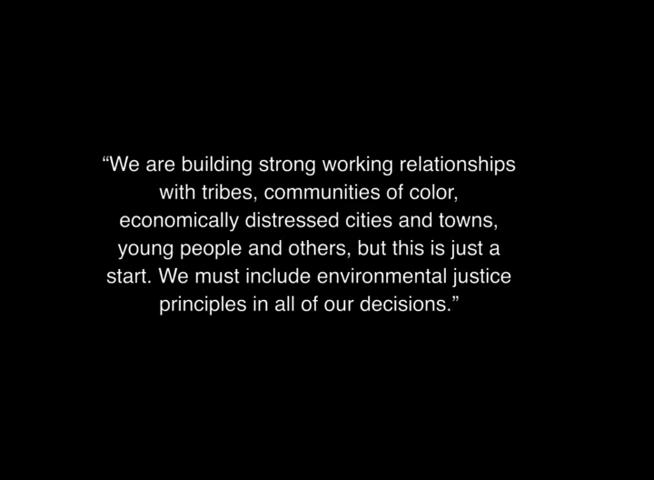 “We are building strong working relationships
with tribes, communities of color,
economically distressed cities and towns,
young people and others, but this is just a
start. We must include environmental justice
principles in all of our decisions.”